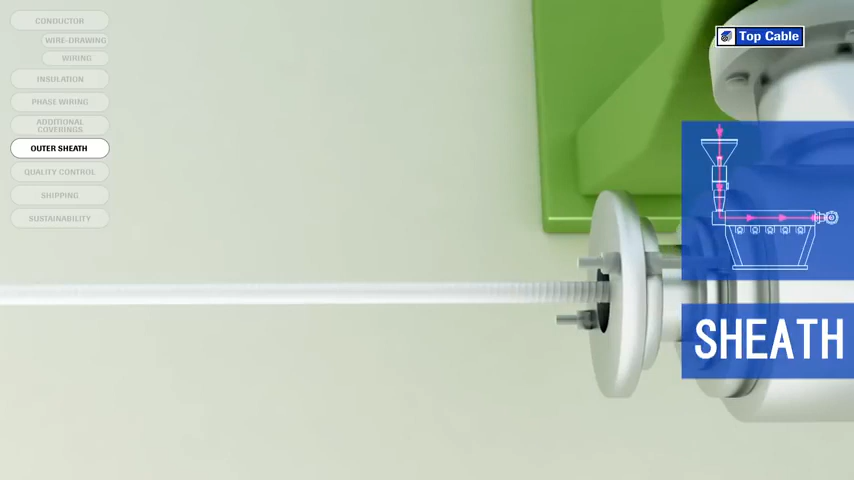 CONDUCTOR
WIRE-DRAWING
WIRING
INSULATION
PHASE WIRING
ADDITIONAL
COVERINGS
OUTER SHEATH
QUALITY CONTROL
SHIPPING
SUSTAINABILITY
Top Cable
SHEATH